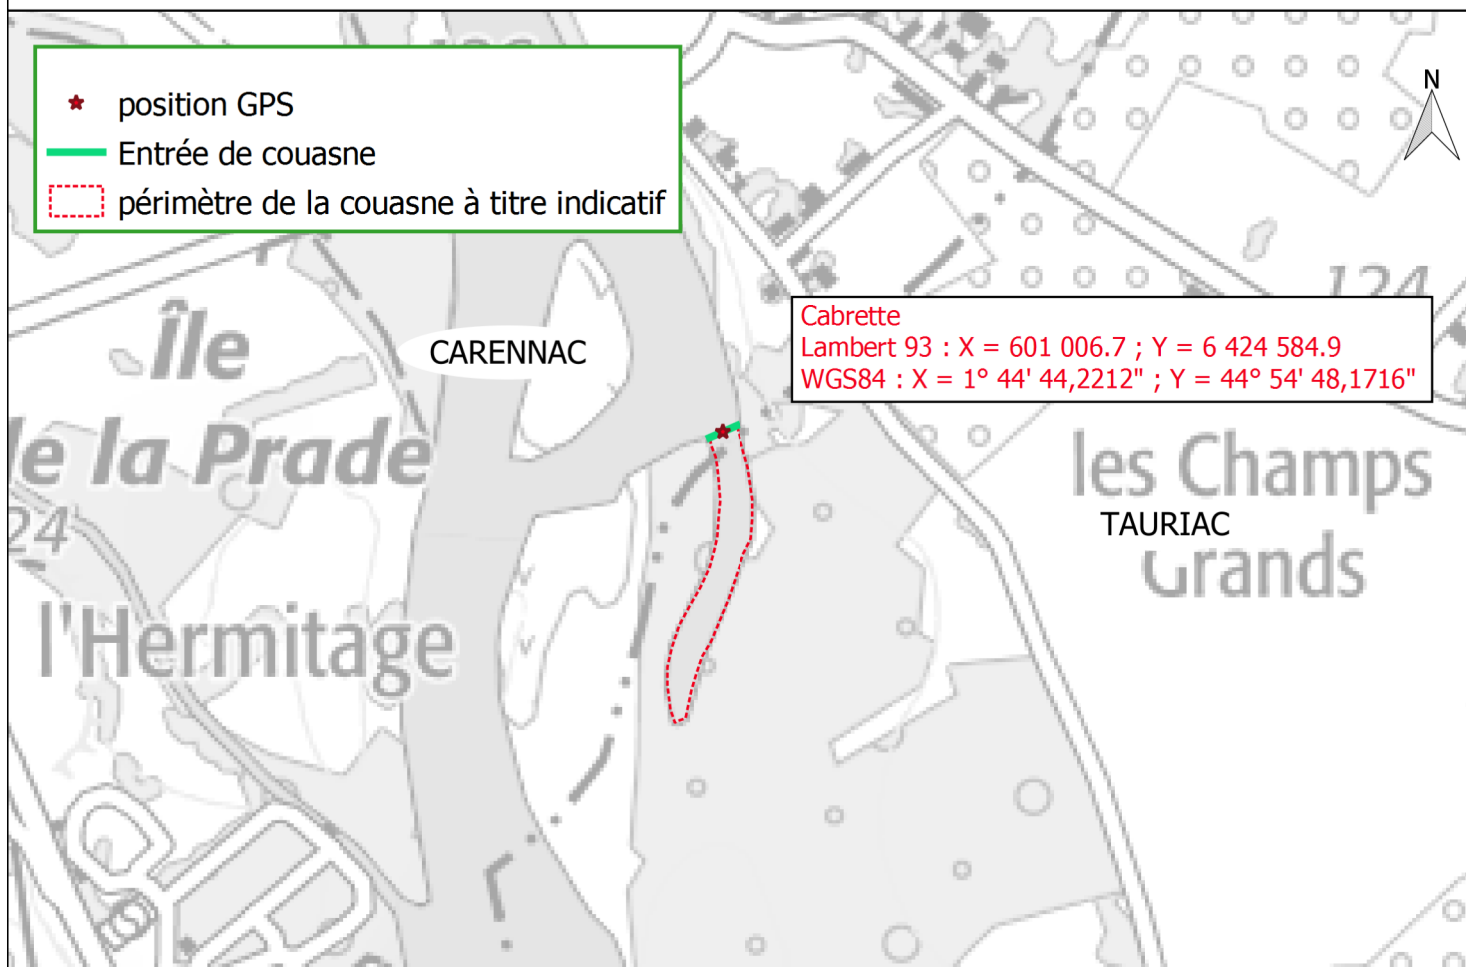 position GPS
Entrée de couasne
périmètre de la couasne à titre indicatif
N
124
Cabrette
Lambert 93 : X = 601 006.7 ; Y = 6 424 584.9
WGS84 : X = 1° 44' 44,2212" ; Y = 44° 54' 48,1716"
Île
CARENNAC
de la Prade
les Champs
TAURIAC
Grands
24
l'Hermitage